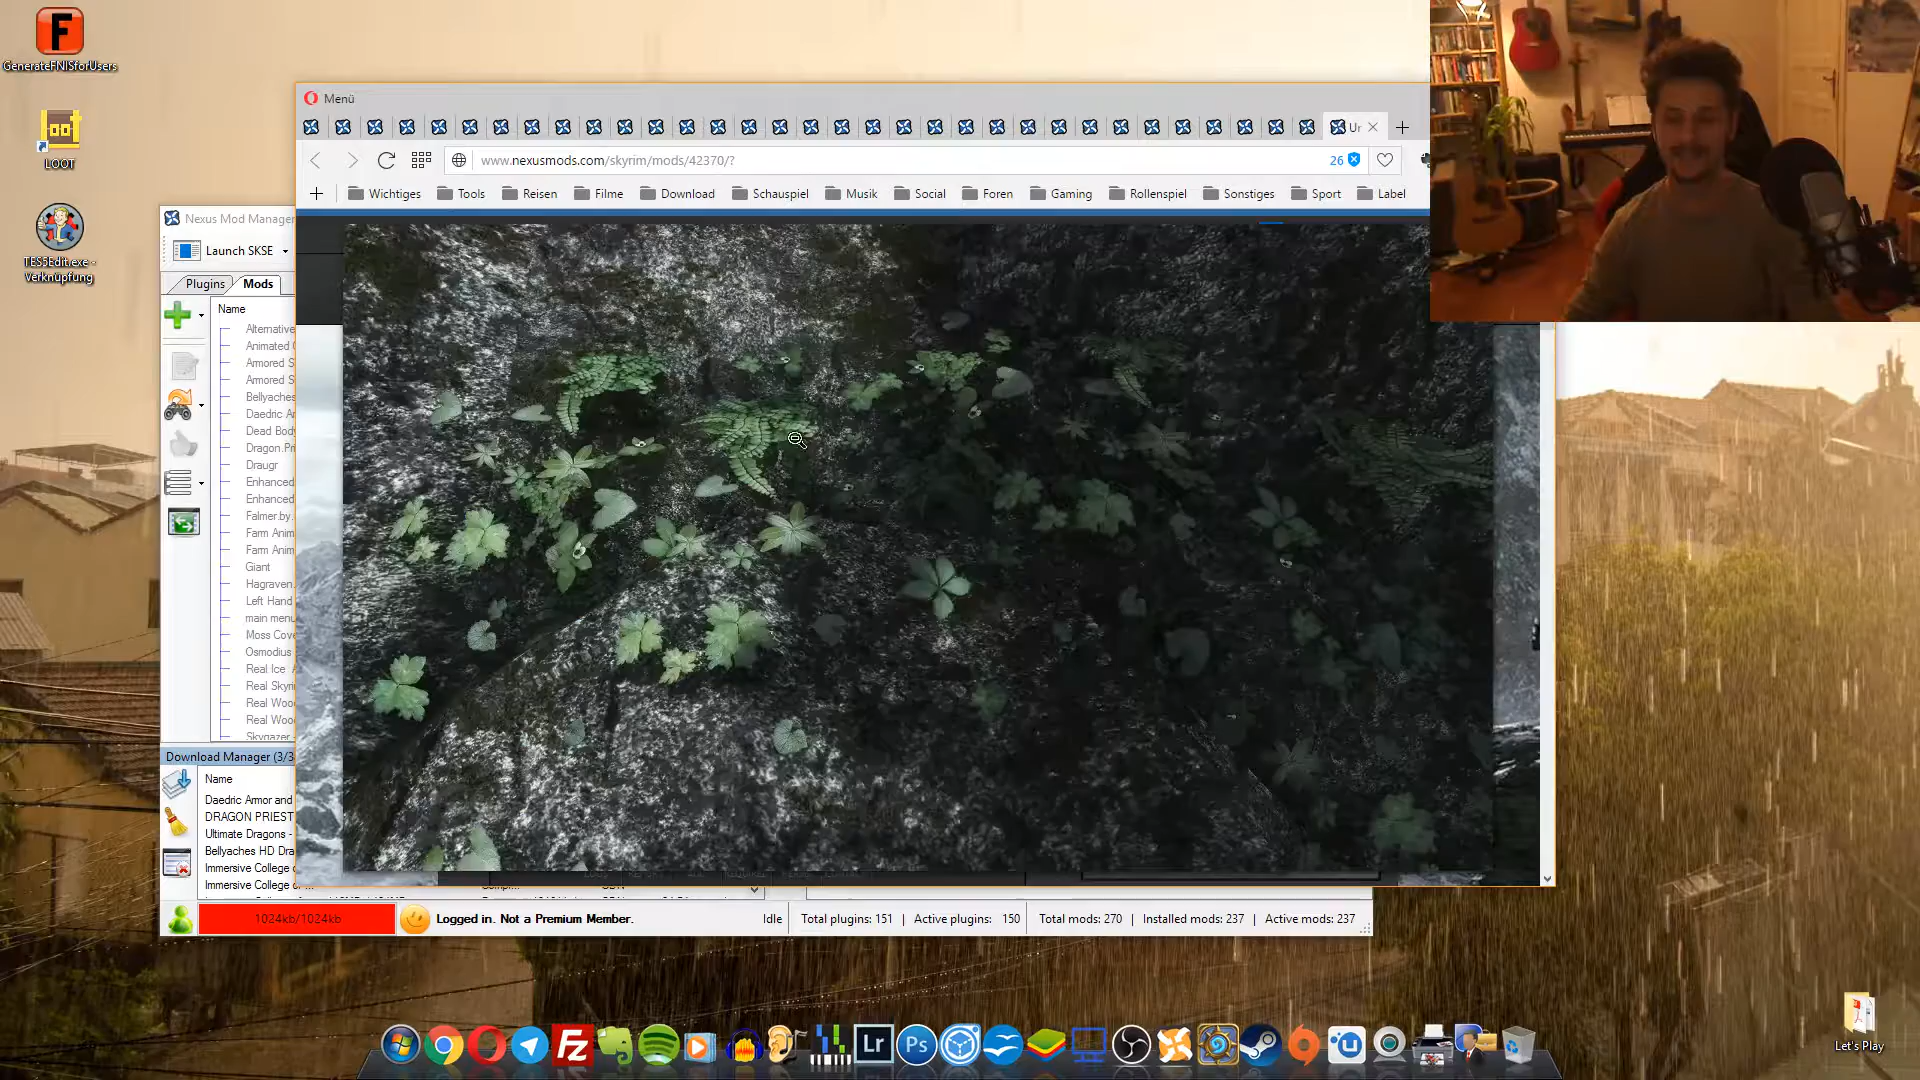 GenerateFNISforUsers
LOOT
TES5Edit.exe -
Verknüpfung
Menü
Ur
www.nexusmods.com/skyrim/mods/42370/?
26
Wichtiges
Tools
Reisen
Filme
Download
Schauspiel
Musik
Social
Foren
Gaming
Rollenspiel
Sonstiges
Sport
Label
Nexus Mod Manager
Launch SKSE
Plugins
Mods
Name
Alternative
Animated
Armored S
Armored S
Bellyaches
Daedric Ar
Dead Body
Dragon.Pri
Draugr
Enhanced
Enhanced
Falmer.by.
Farm Anim
Farm Anim
Giant
Hagraven.
Left Hand
main menu
Moss Cove
Osmodius
Real Ice
Real Skyri
Real Wood
Real Wood
Skygazer -
Download Manager (3/3
Name
Daedric Armor and
DRAGON PRIEST
Ultimate Dragons -
Bellyaches HD Dra
Immersive College o
Immersive College o
1024kb/1024kb
Logged in. Not a Premium Member.
Idle
Total plugins: 151 | Active plugins: 150
Total mods: 270 | Installed mods: 237 | Active mods: 237
Let's Play